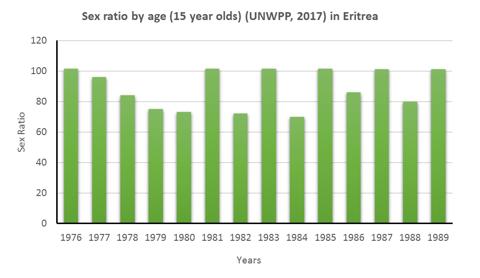 Sex ratio by age (15 year olds) (UNWPP, 2017) in Eritrea
120
100
80
60
40
20
0
Sex Ratio
1976 1977 1978 1979 1980 1981 1982 1983 1984 1985 1986 1987 1988 1989
Years